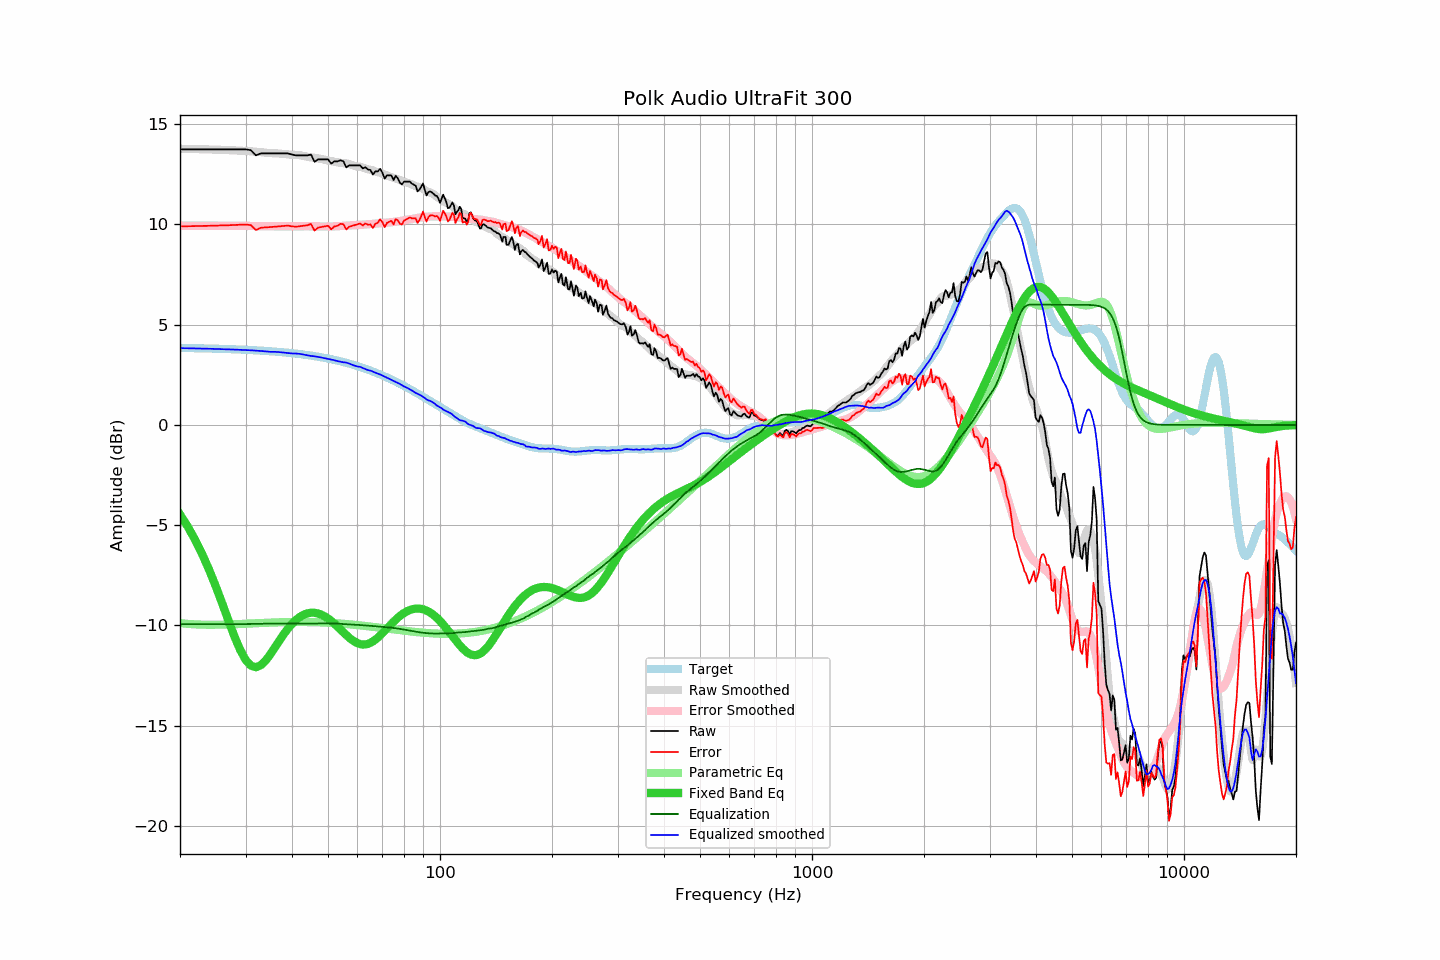 Polk Audio UltraFit 300
15
10
5
0
−5
−10
−15
−20
Amplitude (dBr)
100
1000
10000
Frequency (Hz)
Target
Raw Smoothed
Error Smoothed
Raw
Error
Parametric Eq
Fixed Band Eq
Equalization
Equalized smoothed